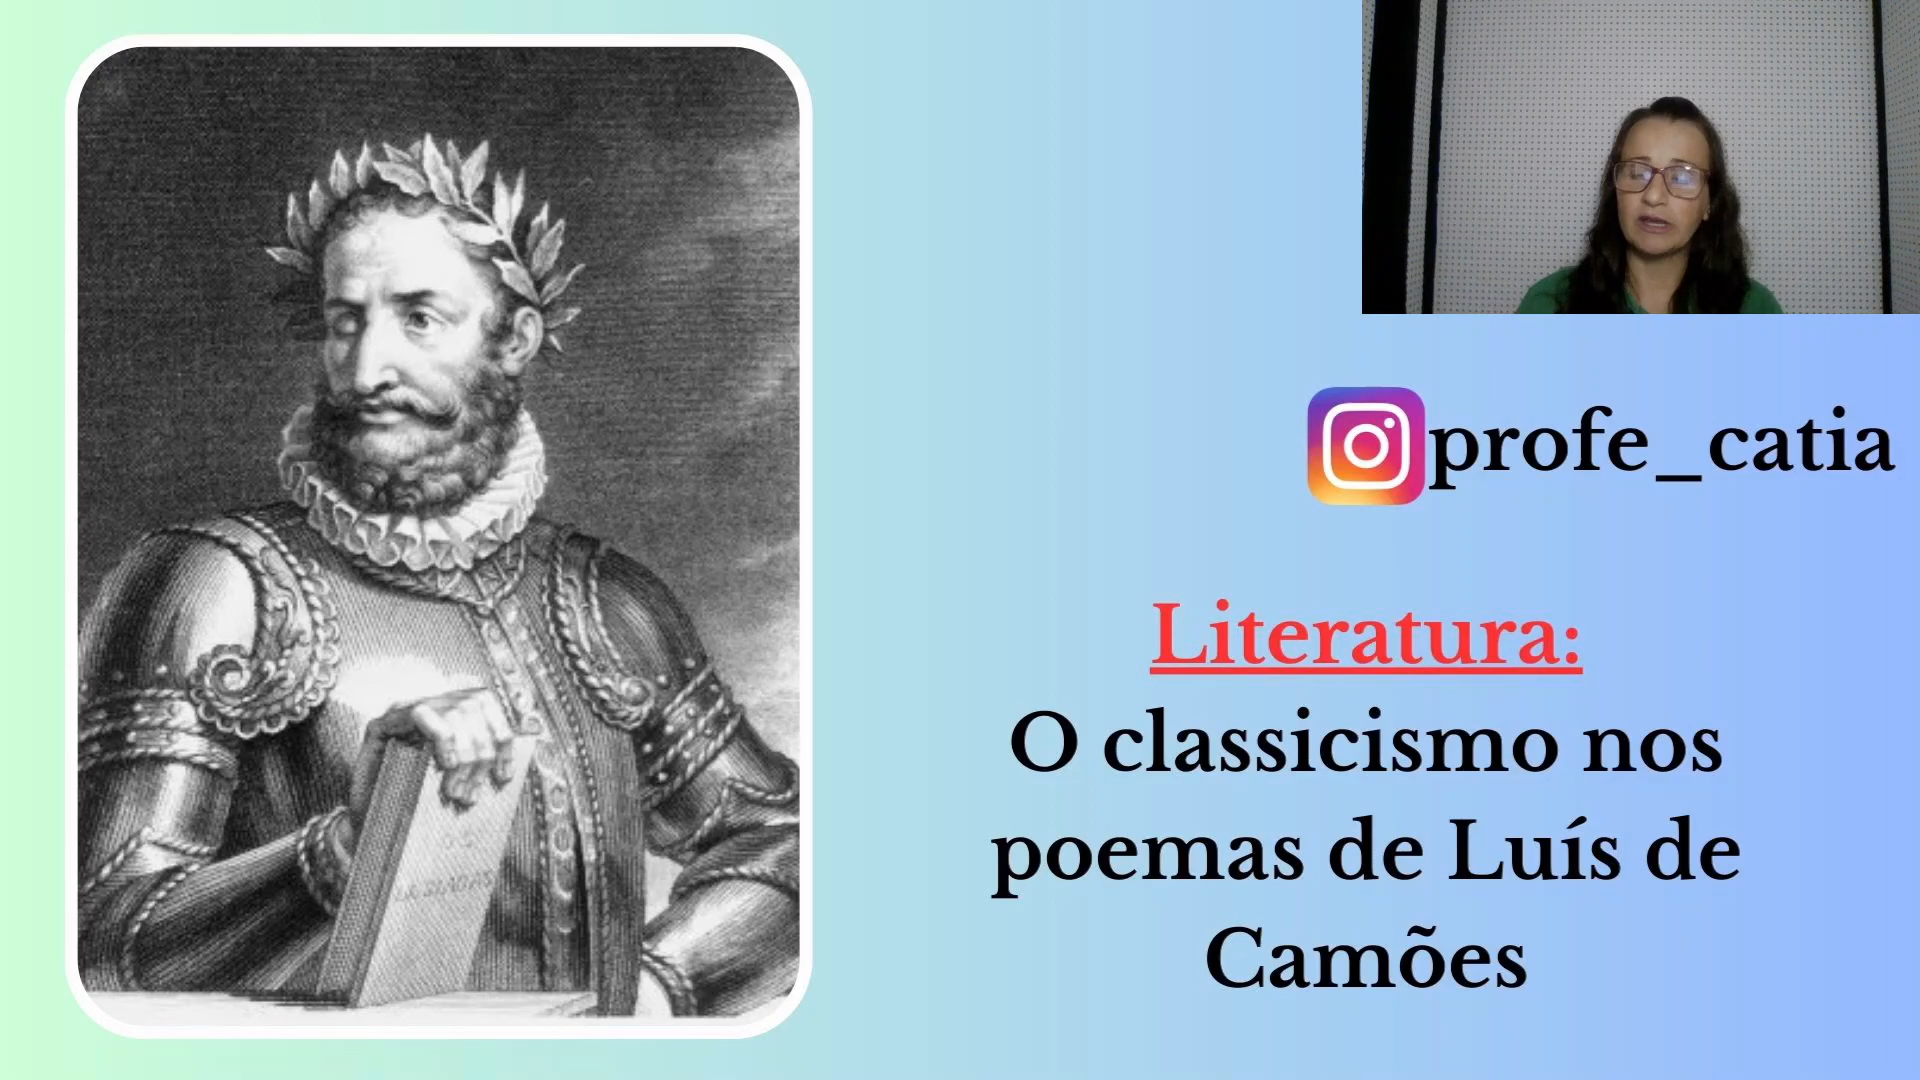 profe_catia
Literatura:
O classicismo nos
poemas de Luís de
Camões